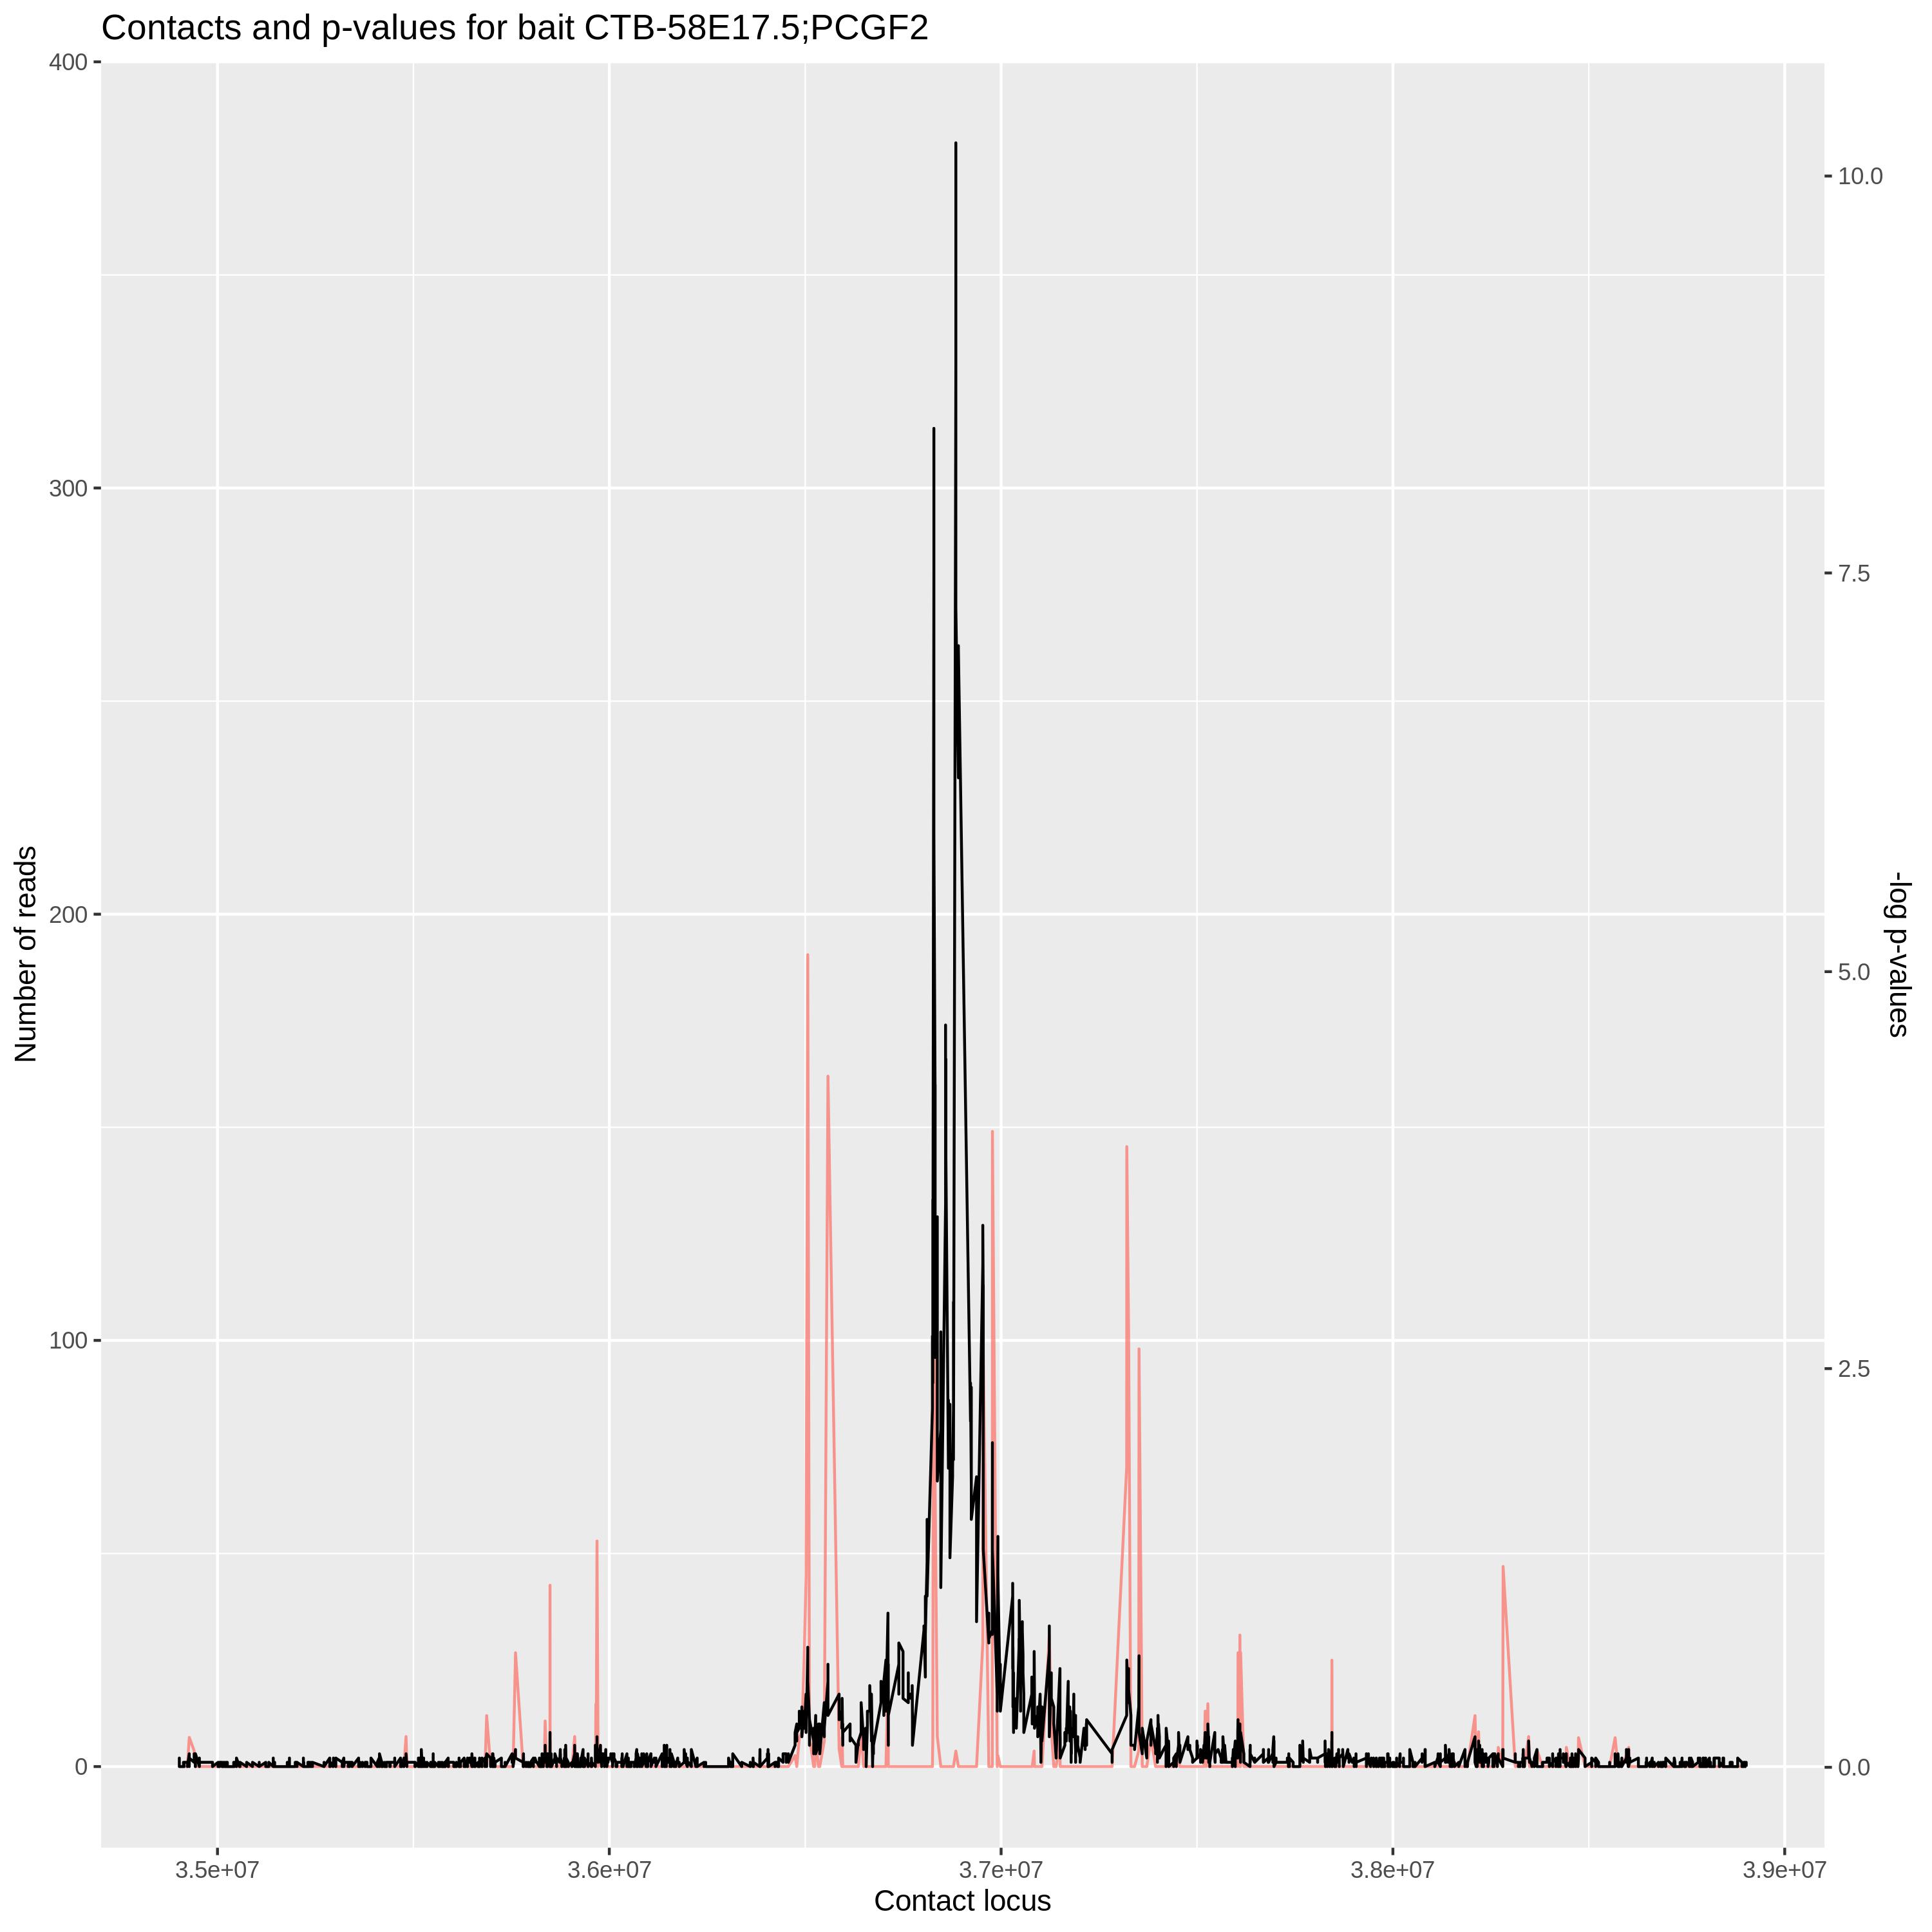 Contacts and p-values for bait CTB-58E17.5;PCGF2
400
300
200
100
0
Number of reads
10.0
7.5
5.0
2.5
0.0
-log p-values
3.5e+07
3.6e+07
3.7e+07
3.8e+07
3.9e+07
Contact locus